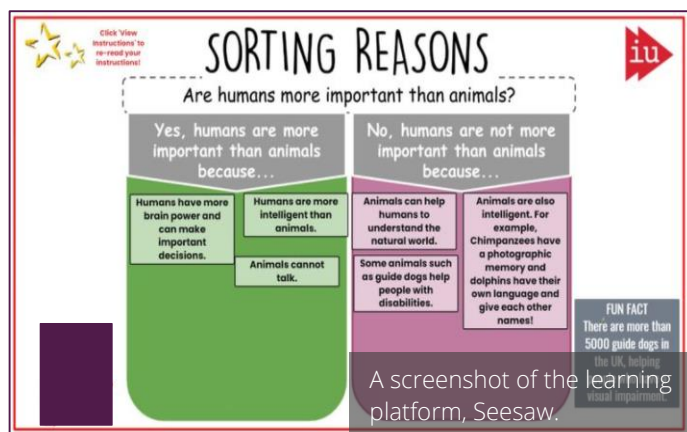 Click 'View
Instructions' to
re-read your
instructions!
SORTING REASONS
iu
Are humans more important than animals?
Yes, humans are more
important than animals
because...
No, humans are not more
important than animals
because...
Humans have more
brain power and
can make
important
decisions.
Humans are more
intelligent than
animals.
Animals cannot
talk.
Animals can help
humans to
understand the
natural world.
Some animals such
as guide dogs help
people with
disabilities.
Animals are also
intelligent. For
example,
Chimpanzees have
a photographic
memory and
dolphins have their
own language and
give each other
names!
FUN FACT
There are more than
5000 guide dogs in
the UK, helping
visual impairment.
A screenshot of the learning
platform, Seesaw.